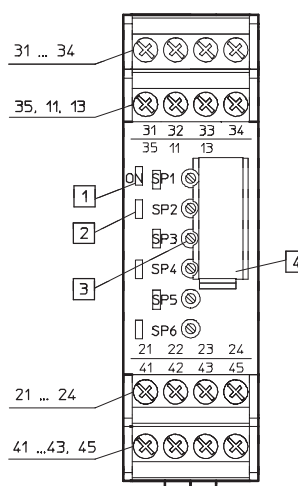 31 ... 34
35, 11, 13
31 32 33 34
35 11 13
ON SP1
1
SP2
2
SP3
3
SP4
4
SP5
SP6
21 22 23 24
41 42 43 45
21 ... 24
41 ...43, 45